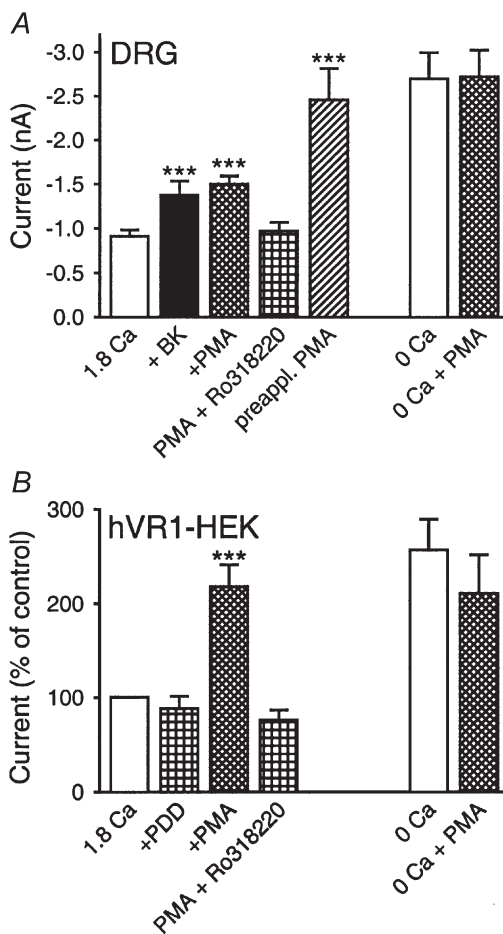 A
DRG
Current (nA)
-3.0
-2.5
-2.0
-1.5
-1.0
-0.5
0.0
***
***
***
1.8 Ca
+ BK
+PMA
PMA + Ro318220
preappl. PMA
0 Ca
0 Ca + PMA
B
hVR1-HEK
Current (% of control)
300
200
100
0
***
1.8 Ca
+PDD
+PMA
PMA + Ro318220
0 Ca
0 Ca + PMA